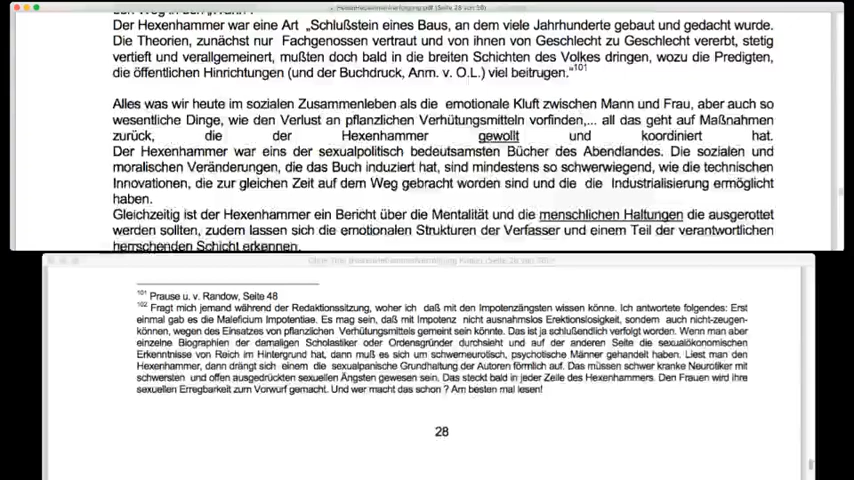 Der Hexenhammer war eine Art „Schlußstein eines Baus, an dem viele Jahrhunderte gebaut und gedacht wurde.
Die Theorien, zunächst nur Fachgenossen vertraut und von ihnen von Geschlecht zu Geschlecht vererbt, stetig
vertieft und verallgemeinert, mußten doch bald in die breiten Schichten des Volkes dringen, wozu die Predigten,
die öffentlichen Hinrichtungen (und der Buchdruck, Anm. v. O.L.) viel beitrugen."101
Alles was wir heute im sozialen Zusammenleben als die emotionale Kluft zwischen Mann und Frau, aber auch so
wesentliche Dinge, wie den Verlust an pflanzlichen Verhütungsmitteln vorfinden,... all das geht auf Maßnahmen
zurück, die der Hexenhammer gewollt und koordiniert hat.
Der Hexenhammer war eins der sexualpolitisch bedeutsamsten Bücher des Abendlandes. Die sozialen und
moralischen Veränderungen, die das Buch induziert hat, sind mindestens so schwerwiegend, wie die technischen
Innovationen, die zur gleichen Zeit auf dem Weg gebracht worden sind und die die Industrialisierung ermöglicht
haben.
Gleichzeitig ist der Hexenhammer ein Bericht über die Mentalität und die menschlichen Haltungen die ausgerottet
werden sollten, zudem lassen sich die emotionalen Strukturen der Verfasser und einem Teil der verantwortlichen
herrschenden Schicht erkennen.
101 Prause u. v. Randow, Seite 48
102 Fragt mich jemand während der Redaktionssitzung, woher ich daß mit den Impotenzängsten wissen könne. Ich antwortete folgendes: Erst
einmal gab es die Maleficium Impotentiae. Es mag sein, daß mit Impotenz nicht ausnahmslos Erektionslosigkeit, sondern auch nicht-zeugen-
können, wegen des Einsatzes von pflanzlichen Verhütungsmittels gemeint sein könnte. Das ist ja schlußendlich verfolgt worden. Wenn man aber
einzelne Biographien der damaligen Scholastiker oder Ordensgründer durchsieht und auf der anderen Seite die sexualökonomischen
Erkenntnisse von Reich im Hintergrund hat, dann muß es sich um schwerneurotisch, psychotische Männer gehandelt haben. Liest man den
Hexenhammer, dann drängt sich einem die sexualpanische Grundhaltung der Autoren förmlich auf. Das müssen schwer kranke Neurotiker mit
schwersten und offen ausgedrückten sexuellen Ängsten gewesen sein. Das steckt bald in jeder Zeile des Hexenhammers. Den Frauen wird ihre
sexuellen Erregbarkeit zum Vorwurf gemacht. Und wer macht das schon ? Am besten mal lesen!
28